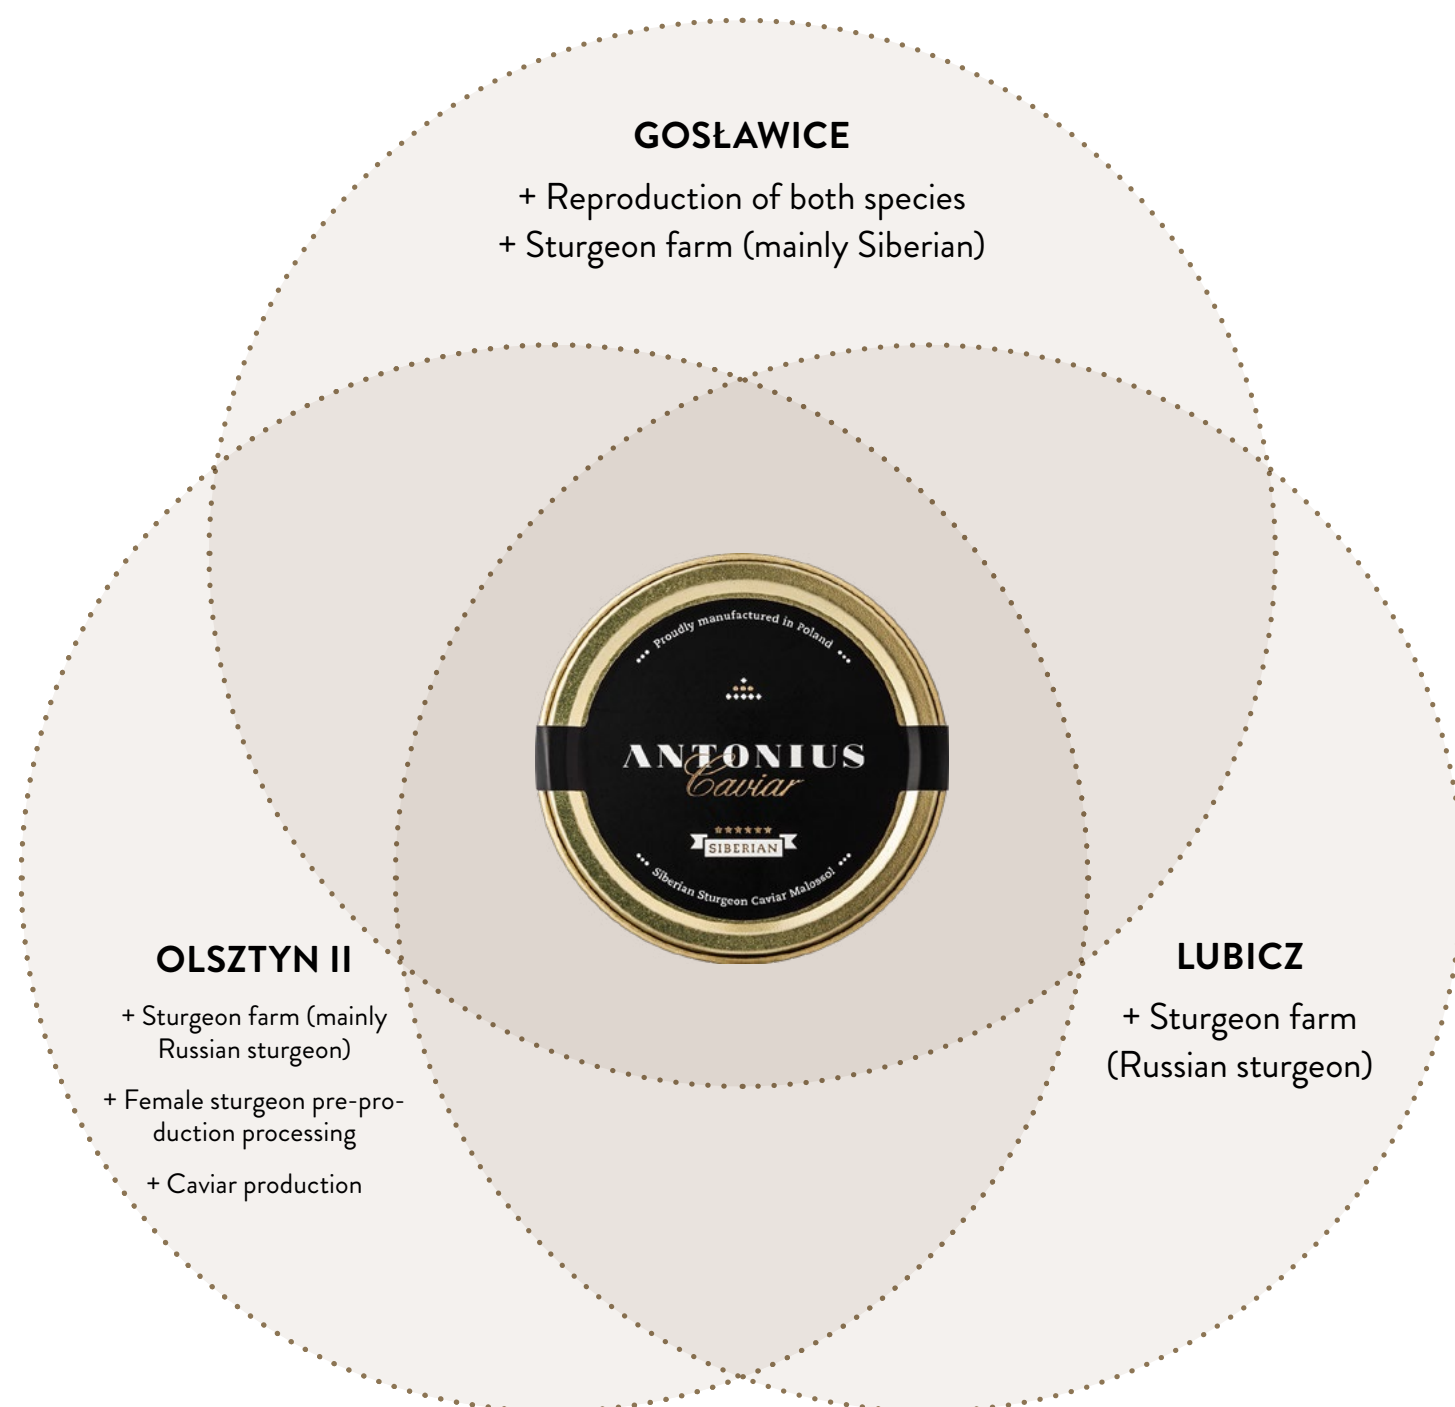 GOSŁAWICE
+ Reproduction of both species
+ Sturgeon farm (mainly Siberian)
Proudly manufactured in Poland
ANTONIUS
Caviar
SIBERIAN
Siberian Sturgeon Caviar Malossol
OLSZTYN II
+ Sturgeon farm (mainly
Russian sturgeon)
+ Female sturgeon pre-pro-
duction processing
+ Caviar production
LUBICZ
+ Sturgeon farm
(Russian sturgeon)